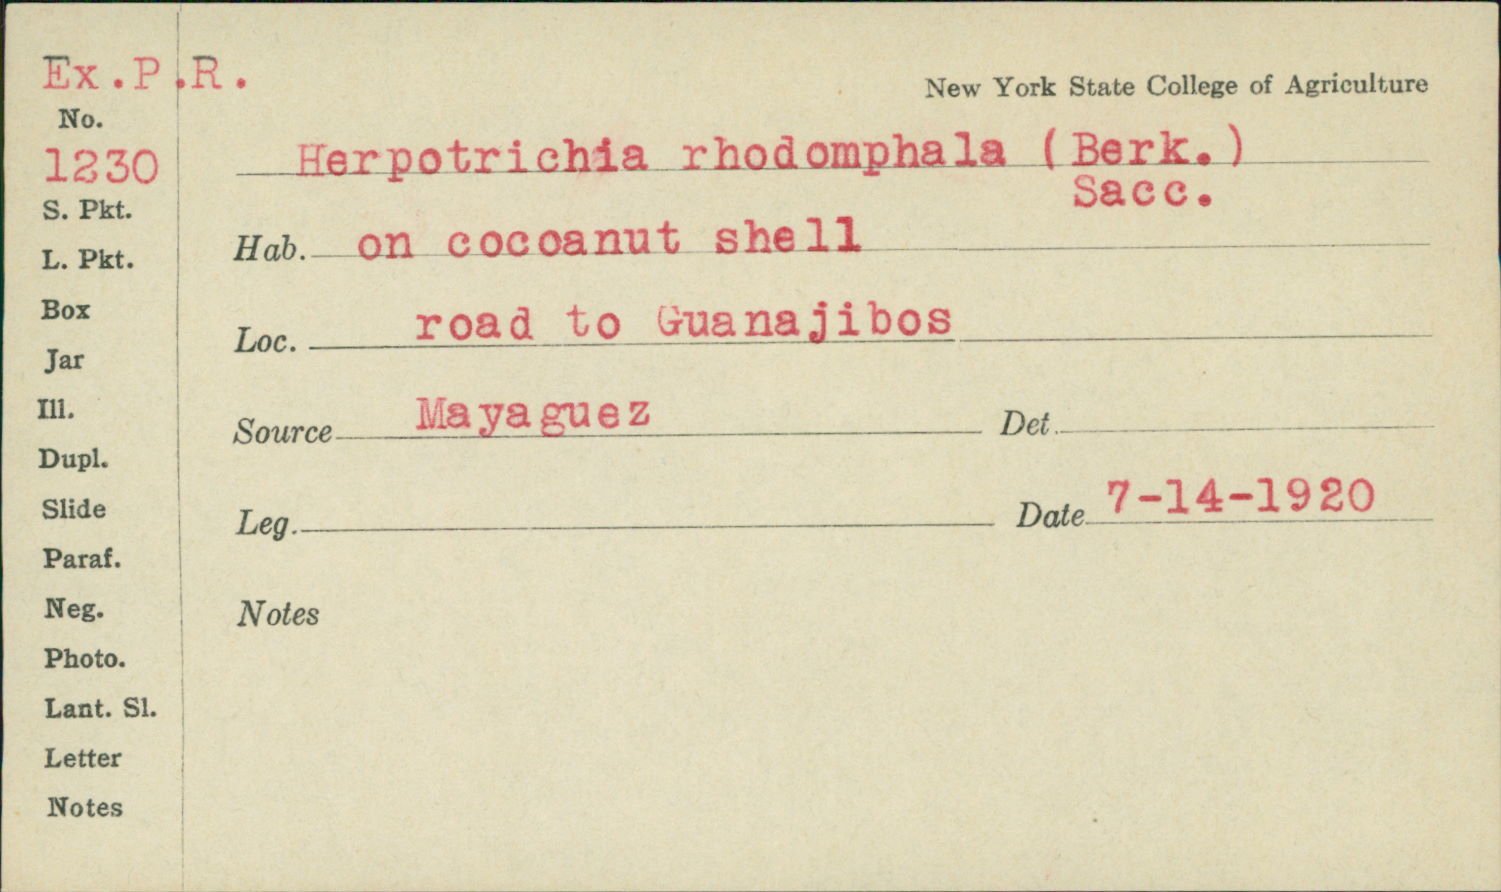 Ex.P.R.
New York State College of Agriculture
No.
1230
Herpotrichia rhodomphala (Berk.)
Sacc.
S. Pkt.
Hab. on cocoanut shell
L. Pkt.
Box
Loc. road to Guanajibos
Jar
Ill.
Source Mayaguez Det.
Dupl.
Slide
Leg. Date 7-14-1920
Paraf.
Neg.
Notes
Photo.
Lant. Sl.
Letter
Notes